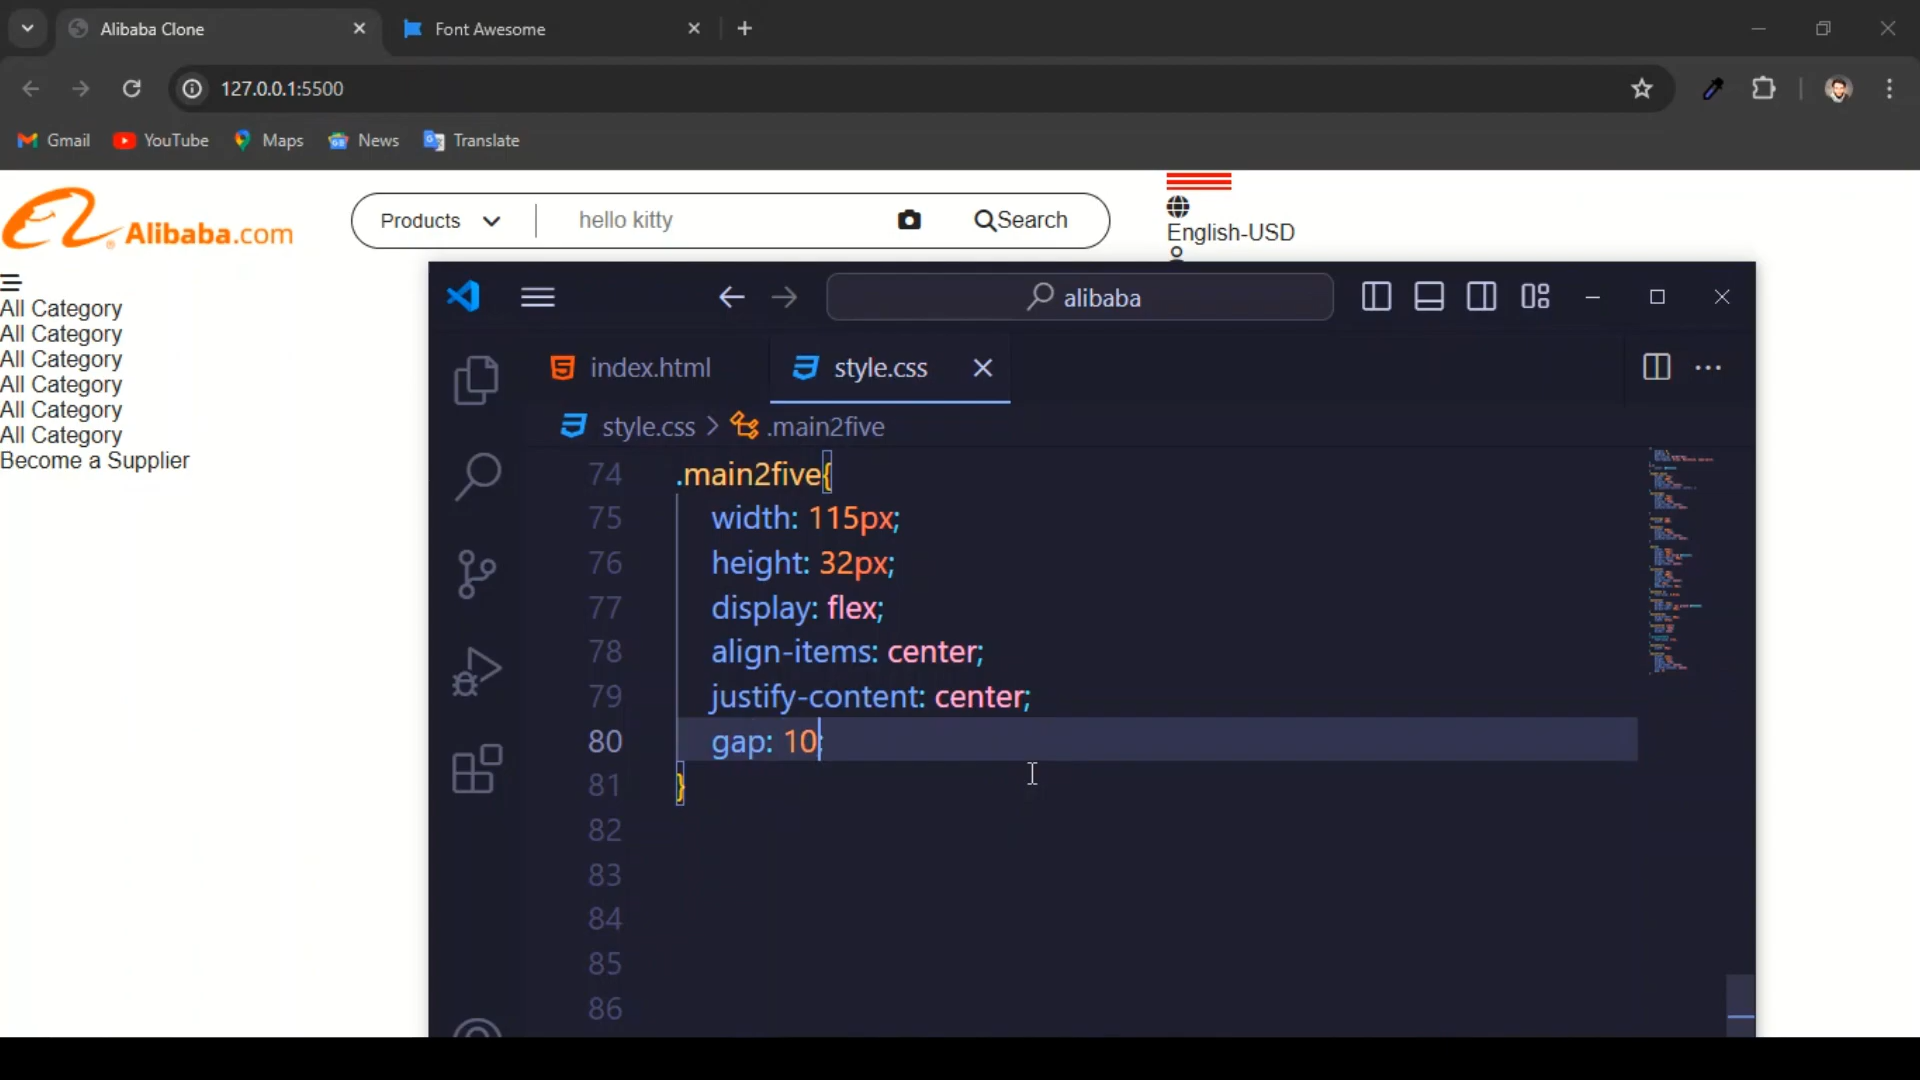 Alibaba Clone
Font Awesome
127.0.0.1:5500
Gmail YouTube Maps News Translate
Alibaba.com
Products
hello kitty
Search
English-USD
All Category
All Category
All Category
All Category
All Category
All Category
Become a Supplier
alibaba
index.html
style.css
style.css > .main2five
74 .main2five{
75 width: 115px;
76 height: 32px;
77 display: flex;
78 align-items: center;
79 justify-content: center;
80 gap: 10;
81 }
82
83
84
85
86